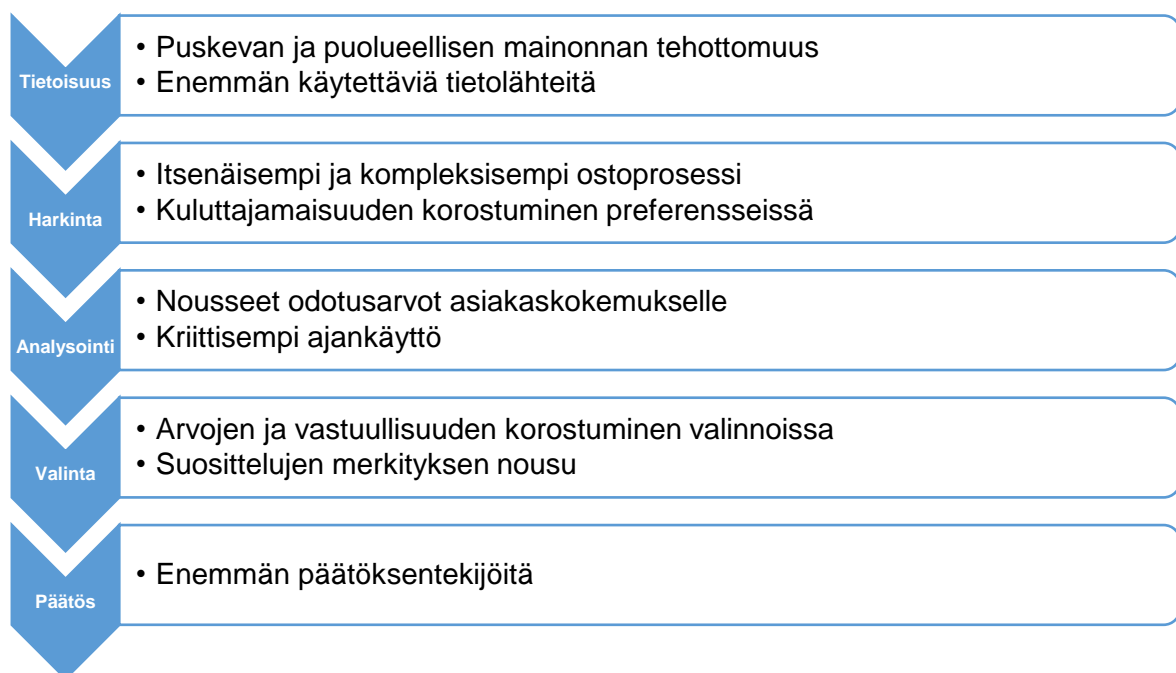 Tietoisuus
• Puskevan ja puolueellisen mainonnan tehottomuus
• Enemmän käytettäviä tietolähteitä
Harkinta
• Itsenäisempi ja kompleksisempi ostoprosessi
• Kuluttajamaisuuden korostuminen preferensseissä
Analysointi
• Nousseet odotusarvot asiakaskokemukselle
• Kriittisempi ajankäyttö
Valinta
• Arvojen ja vastuullisuuden korostuminen valinnoissa
• Suosittelujen merkityksen nousu
Päätös
• Enemmän päätöksentekijöitä